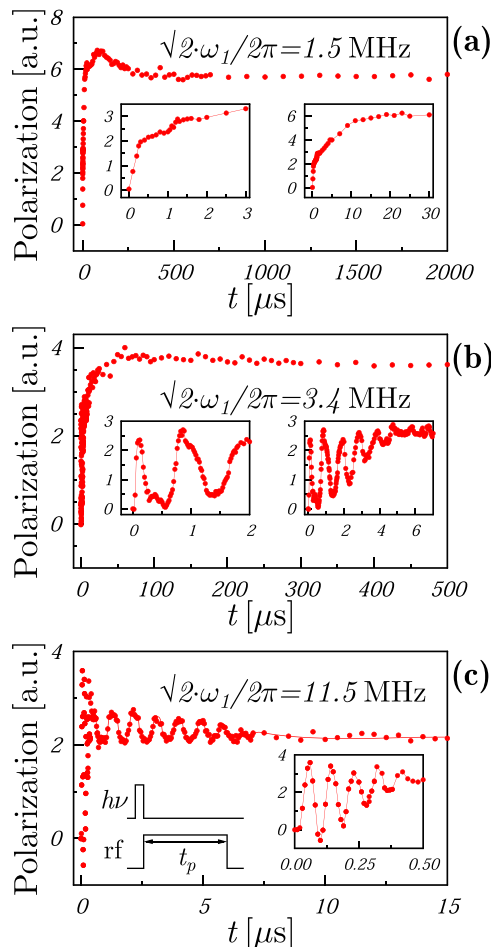 (a)
√2·ω1/2π=1.5 MHz
Polarization [a.u.]
8
6
4
2
0
3
2
1
0
0 1 2 3
6
4
2
0
0 10 20 30
0 500 1000 1500 2000
t [μs]
(b)
√2·ω1/2π=3.4 MHz
Polarization [a.u.]
4
2
0
3
2
1
0
0 1 2
3
2
1
0
0 2 4 6
0 100 200 300 400 500
t [μs]
(c)
√2·ω1/2π=11.5 MHz
Polarization [a.u.]
4
2
0
hν
rf
tp
4
2
0
0.00 0.25 0.50
0 5 10 15
t [μs]